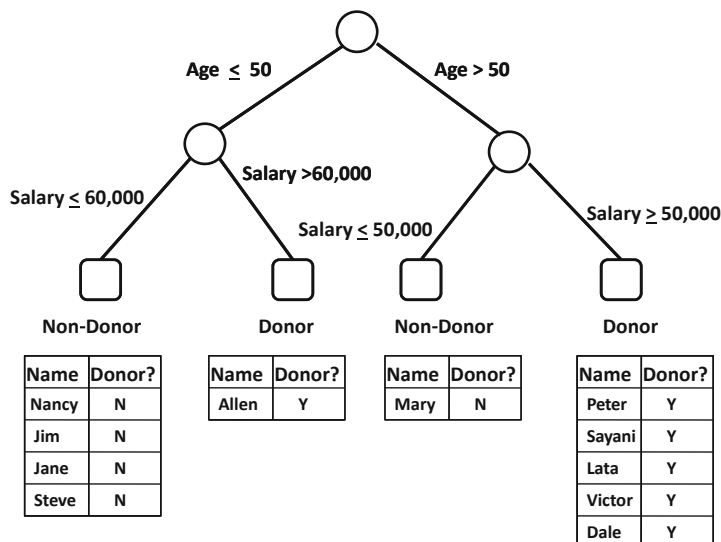 Age ≤ 50
Age > 50
Salary >60,000
Salary ≤ 60,000
Salary ≤ 50,000
Salary ≥ 50,000
Non-Donor
Donor
Non-Donor
Donor
Name Donor?
Nancy N
Jim N
Jane N
Steve N
Name Donor?
Allen Y
Name Donor?
Mary N
Name Donor?
Peter Y
Sayani Y
Lata Y
Victor Y
Dale Y